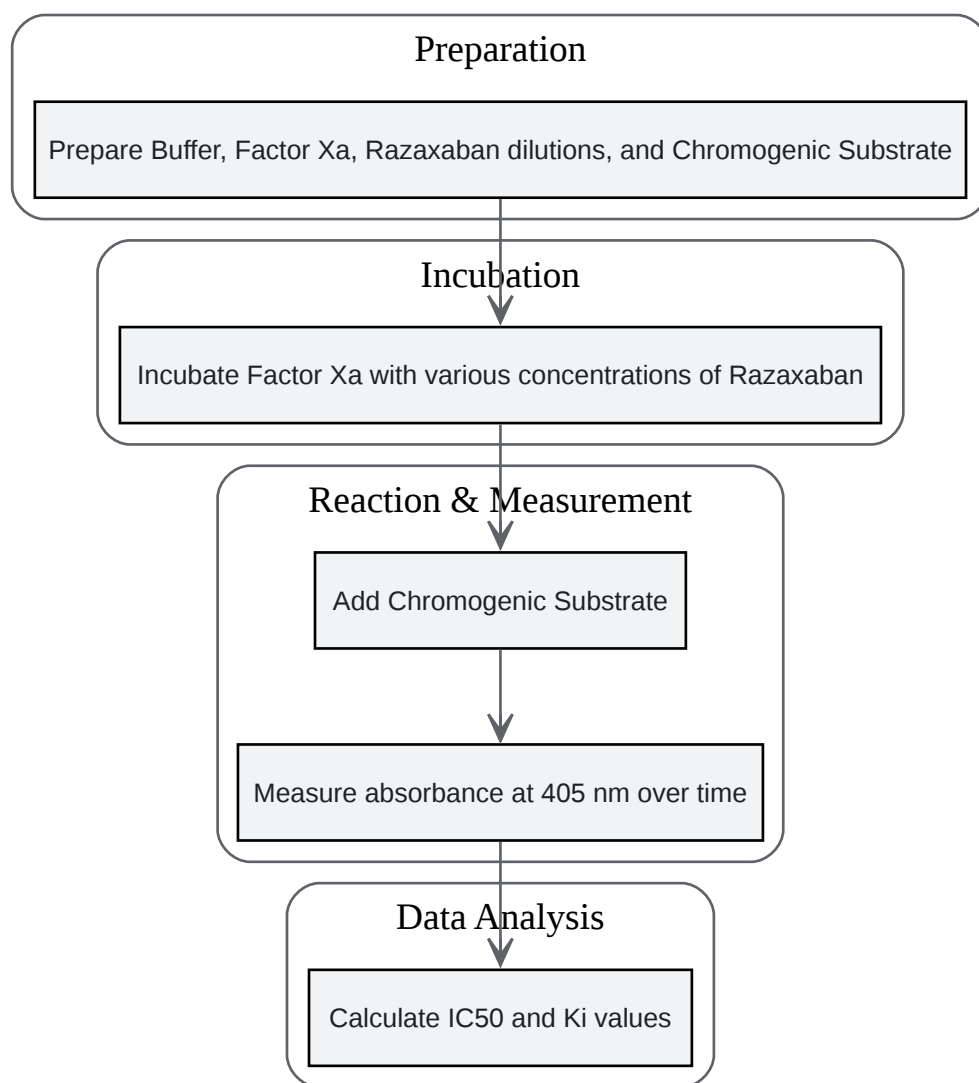 Preparation
Prepare Buffer, Factor Xa, Razaxaban dilutions, and Chromogenic Substrate
Incubation
Incubate Factor Xa with various concentrations of Razaxaban
Reaction & Measurement
Add Chromogenic Substrate
Measure absorbance at 405 nm over time
Data Analysis
Calculate IC50 and Ki values